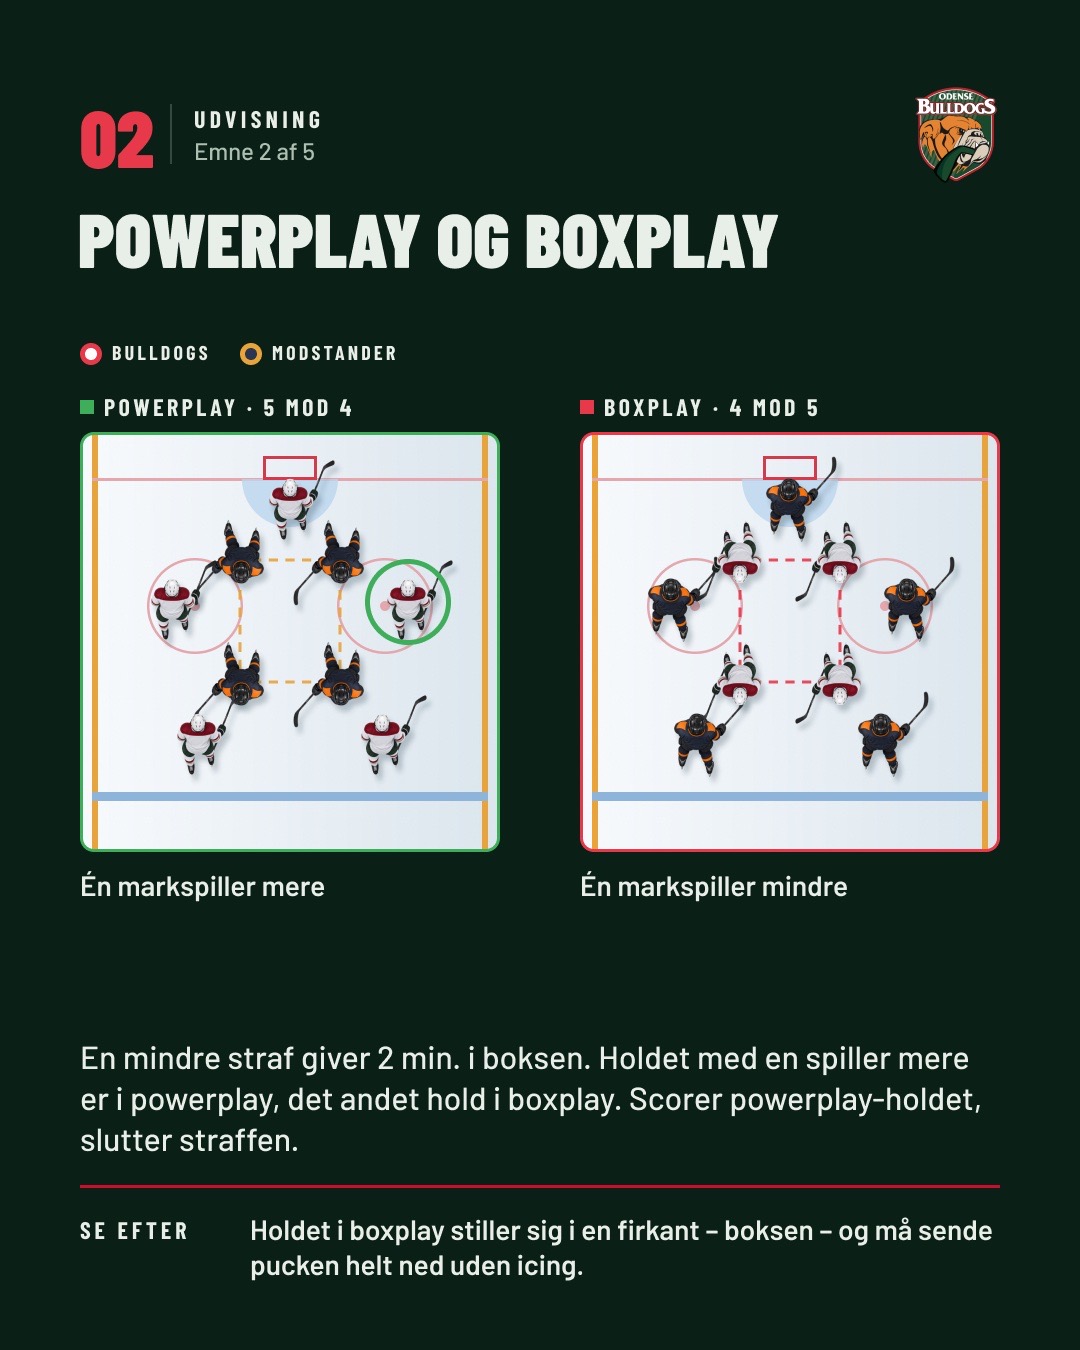 02
UDVISNING
Emne 2 af 5
ODENSE
BULLDOGS
POWERPLAY OG BOXPLAY
BULLDOGS
MODSTANDER
POWERPLAY · 5 MOD 4
BOXPLAY · 4 MOD 5
Én markspiller mere
Én markspiller mindre
En mindre straf giver 2 min. i boksen. Holdet med en spiller mere
er i powerplay, det andet hold i boxplay. Scorer powerplay-holdet,
slutter straffen.
SE EFTER
Holdet i boxplay stiller sig i en firkant – boksen – og må sende
pucken helt ned uden icing.